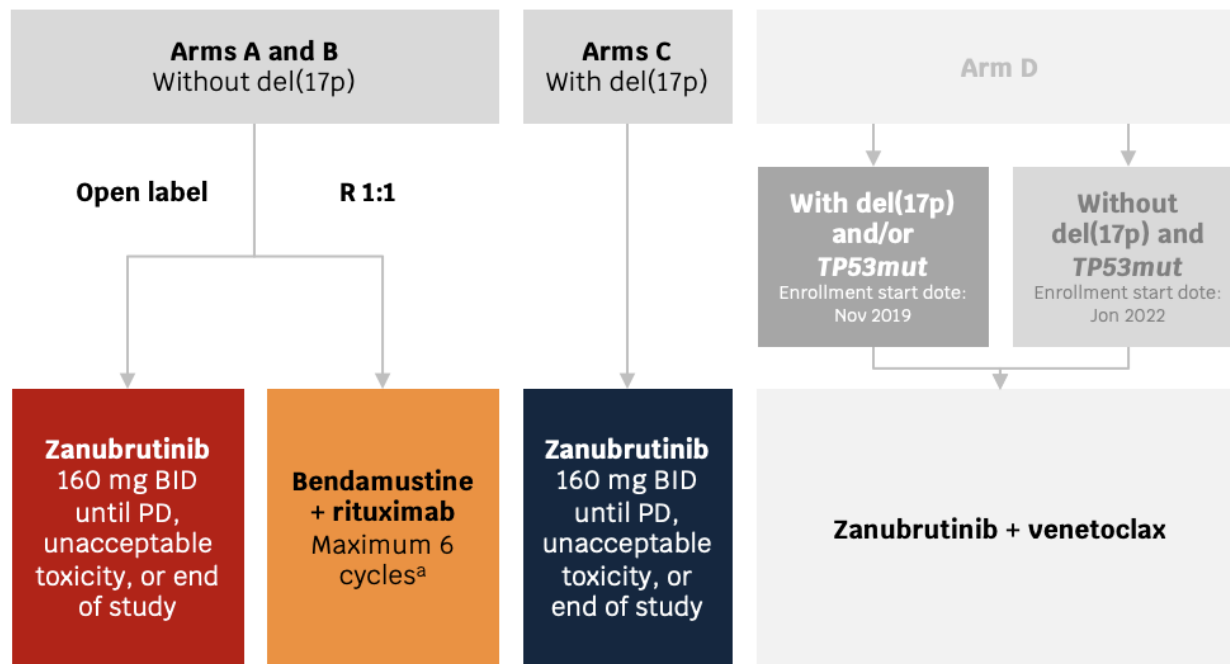 Arms A and B
Without del(17p)
Arms C
With del(17p)
Arm D
Open label
R 1:1
With del(17p)
and/or
TP53mut
Enrollment start dote:
Nov 2019
Without
del(17p) and
TP53mut
Enrollment start dote:
Jon 2022
Zanubrutinib
160 mg BID
until PD,
unacceptable
toxicity, or end
of study
Bendamustine
+ rituximab
Maximum 6
cyclesᵃ
Zanubrutinib
160 mg BID
until PD,
unacceptable
toxicity, or
end of study
Zanubrutinib + venetoclax